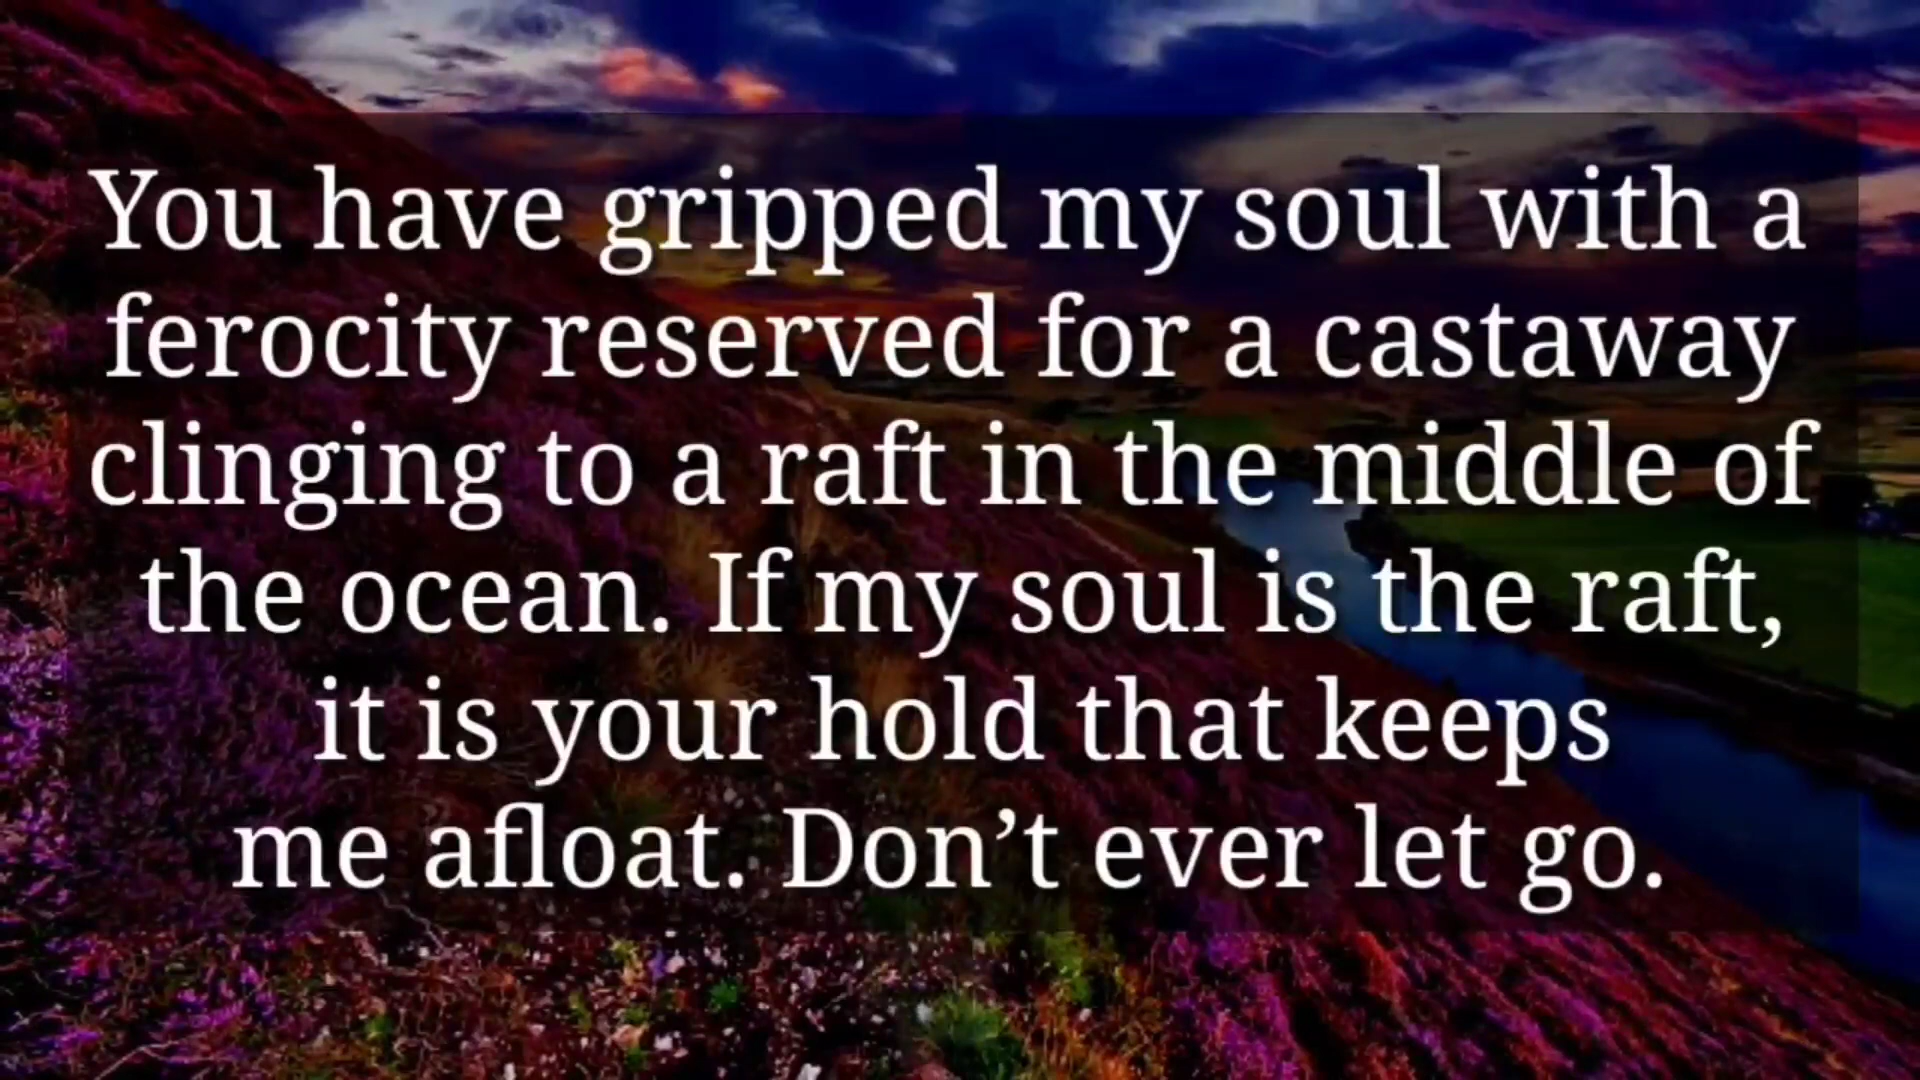 You have gripped my soul with a
ferocity reserved for a castaway
clinging to a raft in the middle of
the ocean. If my soul is the raft,
it is your hold that keeps
me afloat. Don’t ever let go.